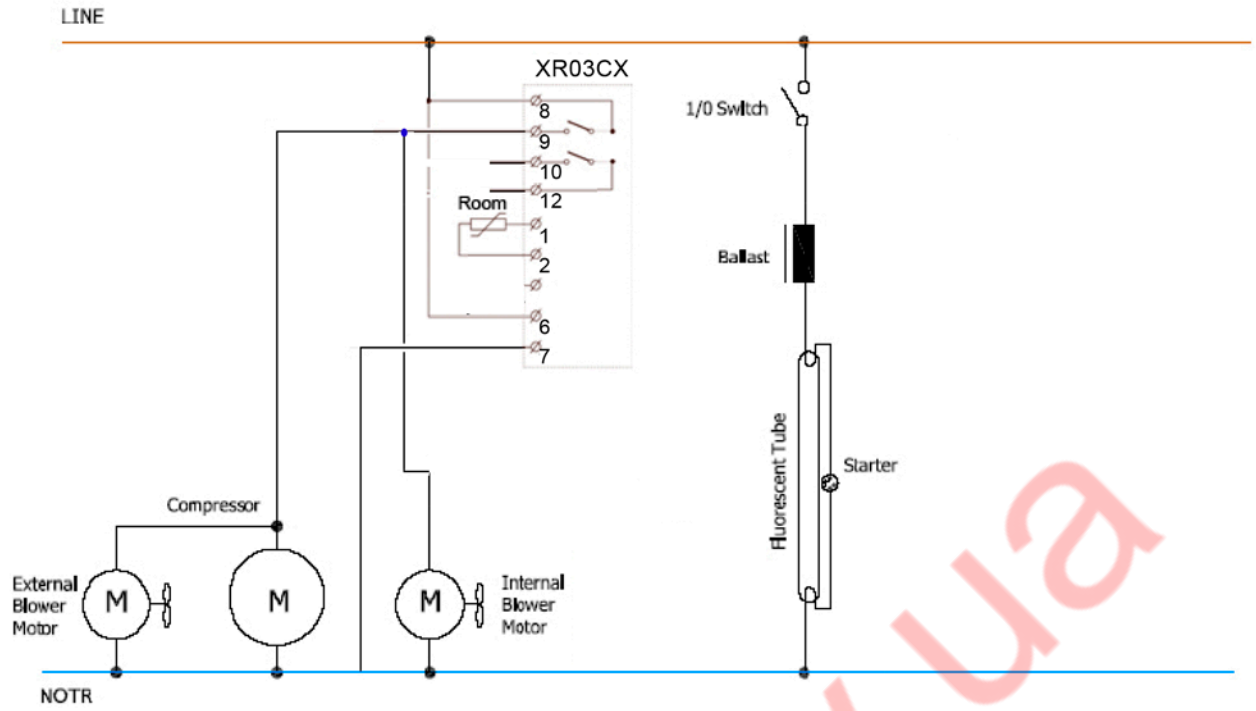 LINE
XR03CX
8
1/0 Switch
9
10
12
Room
1
2
Ballast
6
7
Fluorescent Tube
Starter
Compressor
External
Blower
Motor
M
M
M
Internal
Blower
Motor
NOTR
ua